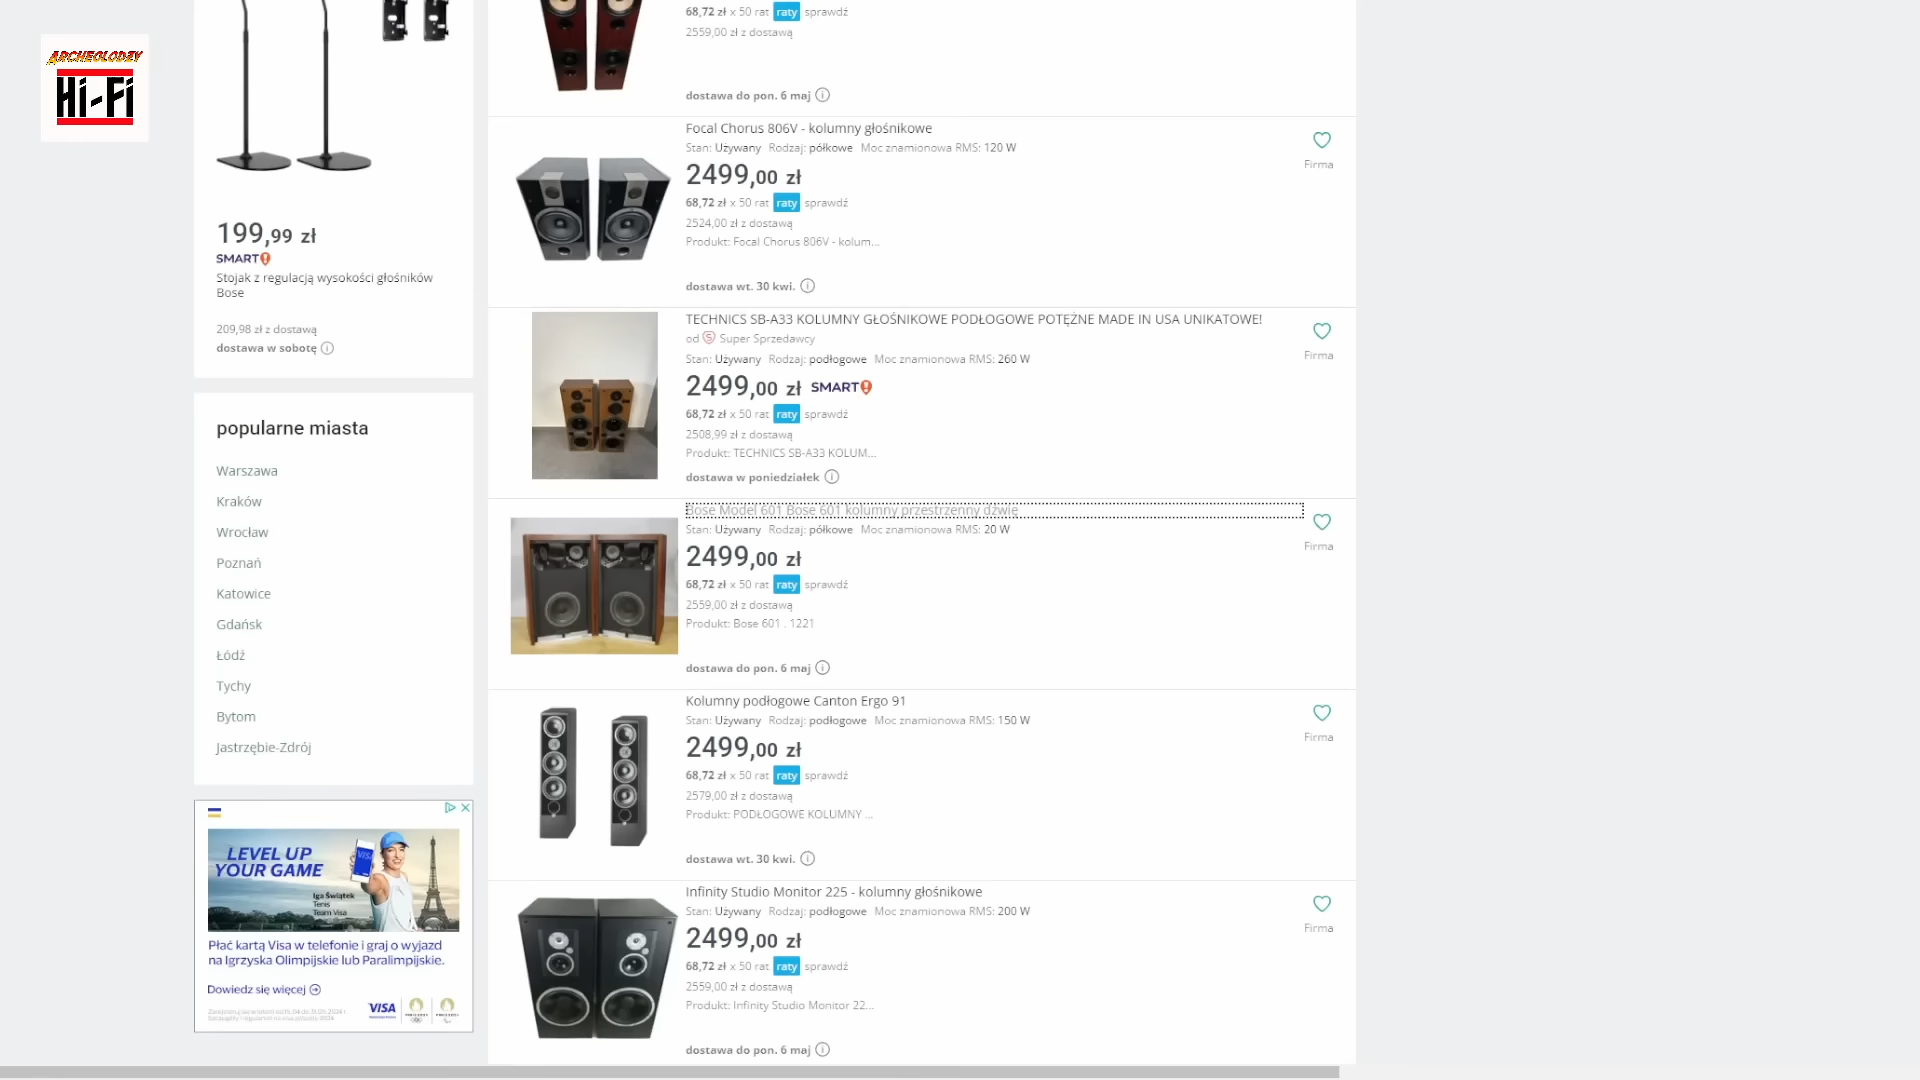 ARCHEOLODZY
Hi-Fi
199,99 zł
SMART!
Stojak z regulacją wysokości głośników
Bose
209,98 zł z dostawą
dostawa w sobotę
popularne miasta
Warszawa
Kraków
Wrocław
Poznań
Katowice
Gdańsk
Łódź
Tychy
Bytom
Jastrzębie-Zdrój
LEVEL UP
YOUR GAME
VISA
Iga Świątek
Tenis
Team Visa
Płać kartą Visa w telefonie i graj o wyjazd
na Igrzyska Olimpijskie lub Paralimpijskie.
Dowiedz się więcej
VISA
68,72 zł x 50 rat raty sprawdź
2559,00 zł z dostawą
dostawa do pon. 6 maj
Focal Chorus 806V - kolumny głośnikowe
Stan: Używany Rodzaj: półkowe Moc znamionowa RMS: 120 W
Firma
2499,00 zł
68,72 zł x 50 rat raty sprawdź
2524,00 zł z dostawą
Produkt: Focal Chorus 806V - kolum...
dostawa wt. 30 kwi.
TECHNICS SB-A33 KOLUMNY GŁOŚNIKOWE PODŁOGOWE POTĘŻNE MADE IN USA UNIKATOWE!
od S Super Sprzedawcy
Stan: Używany Rodzaj: podłogowe Moc znamionowa RMS: 260 W
Firma
2499,00 zł SMART!
68,72 zł x 50 rat raty sprawdź
2508,99 zł z dostawą
Produkt: TECHNICS SB-A33 KOLUM...
dostawa w poniedziałek
Bose Model 601 Bose 601 kolumny przestrzenny dźwię
Stan: Używany Rodzaj: półkowe Moc znamionowa RMS: 20 W
Firma
2499,00 zł
68,72 zł x 50 rat raty sprawdź
2559,00 zł z dostawą
Produkt: Bose 601 . 1221
dostawa do pon. 6 maj
Kolumny podłogowe Canton Ergo 91
Stan: Używany Rodzaj: podłogowe Moc znamionowa RMS: 150 W
Firma
2499,00 zł
68,72 zł x 50 rat raty sprawdź
2579,00 zł z dostawą
Produkt: PODŁOGOWE KOLUMNY ...
dostawa wt. 30 kwi.
Infinity Studio Monitor 225 - kolumny głośnikowe
Stan: Używany Rodzaj: podłogowe Moc znamionowa RMS: 200 W
Firma
2499,00 zł
68,72 zł x 50 rat raty sprawdź
2559,00 zł z dostawą
Produkt: Infinity Studio Monitor 22...
dostawa do pon. 6 maj